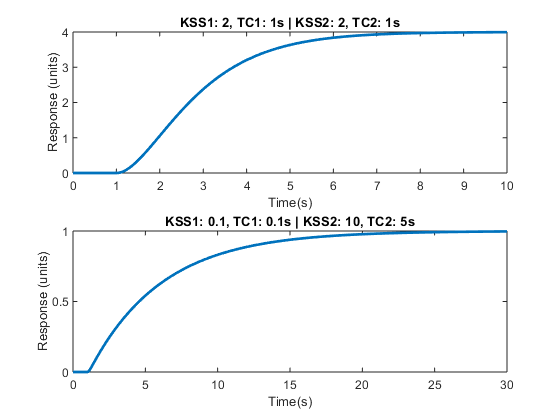 KSS1: 2, TC1: 1s | KSS2: 2, TC2: 1s
4
3
2
1
0
Response (units)
0 1 2 3 4 5 6 7 8 9 10
Time(s)
KSS1: 0.1, TC1: 0.1s | KSS2: 10, TC2: 5s
1
0.5
0
Response (units)
0 5 10 15 20 25 30
Time(s)